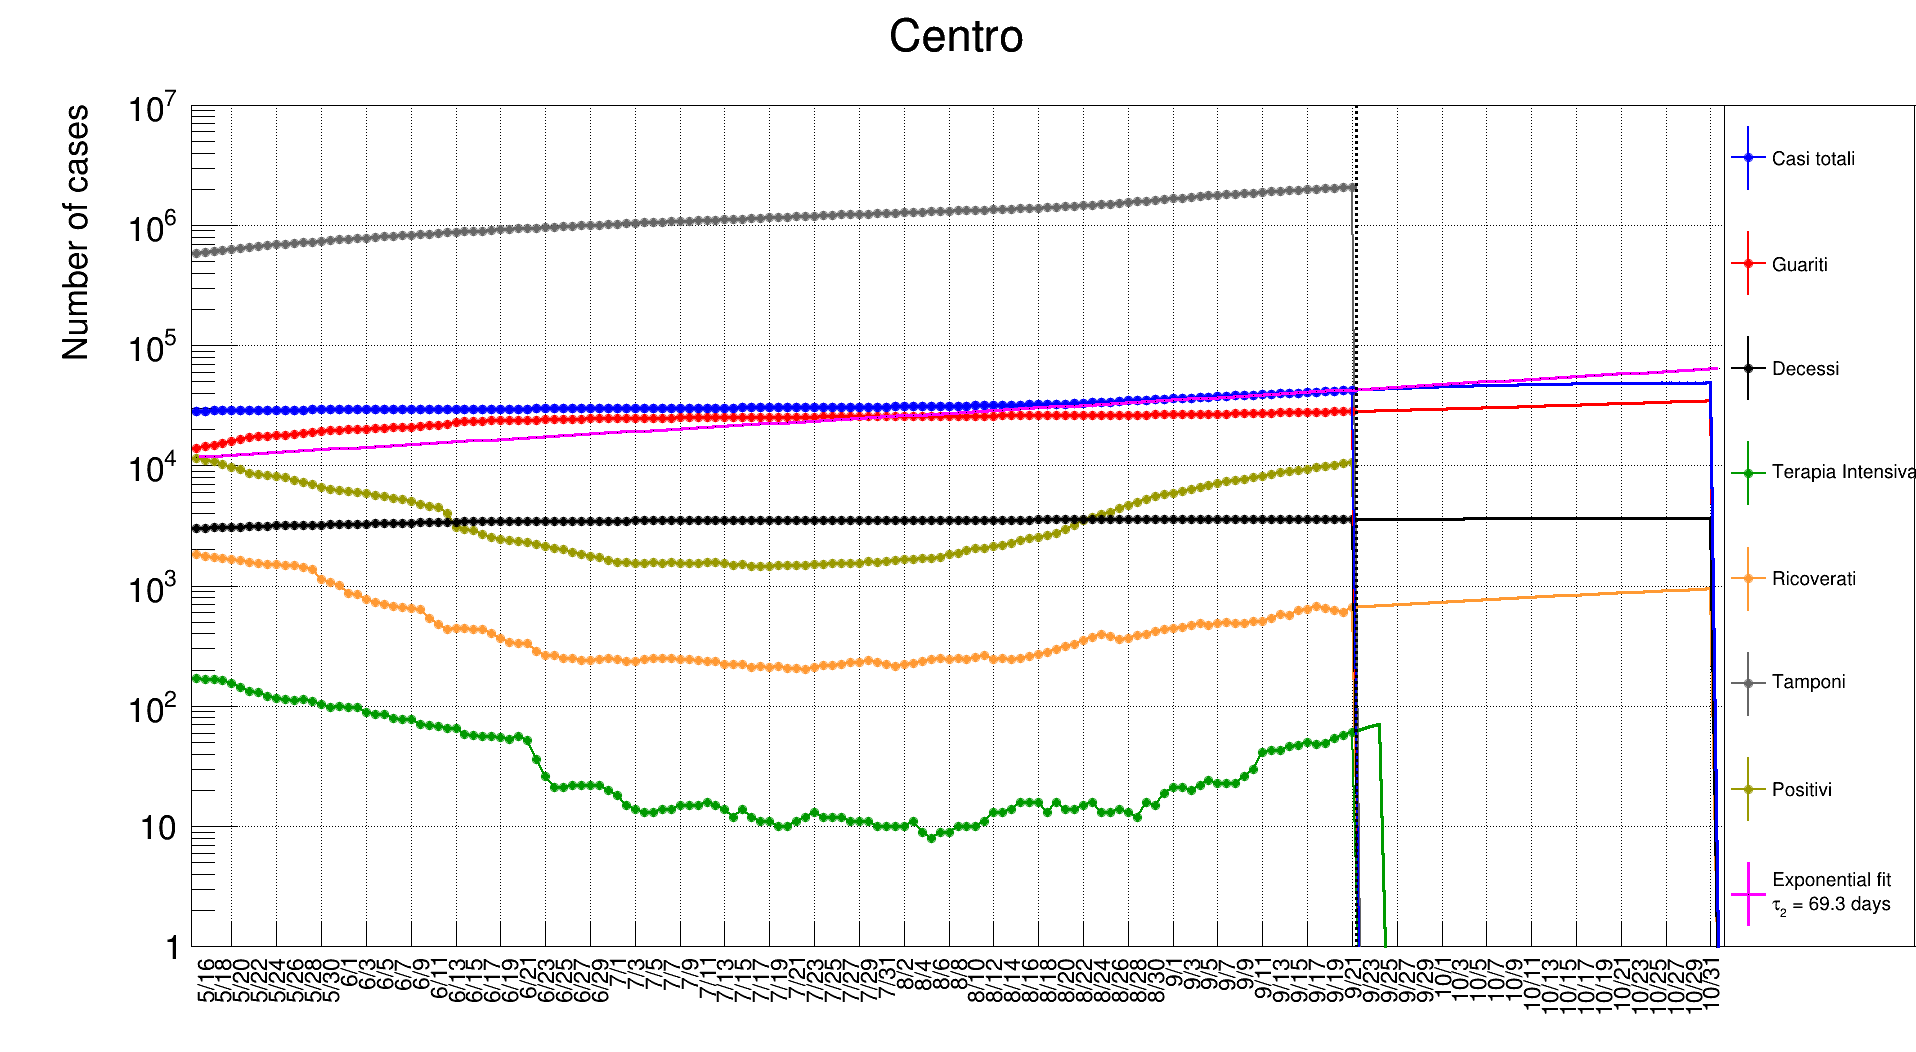 Centro
Number of cases
10^7
10^6
10^5
10^4
10^3
10^2
10
1
5/16 5/18 5/20 5/22 5/24 5/26 5/28 5/30 6/1 6/3 6/5 6/7 6/9 6/11 6/13 6/15 6/17 6/19 6/21 6/23 6/25 6/27 6/29 7/1 7/3 7/5 7/7 7/9 7/11 7/13 7/15 7/17 7/19 7/21 7/23 7/25 7/27 7/29 7/31 8/2 8/4 8/6 8/8 8/10 8/12 8/14 8/16 8/18 8/20 8/22 8/24 8/26 8/28 8/30 9/1 9/3 9/5 9/7 9/9 9/11 9/13 9/15 9/17 9/19 9/21 9/23 9/25 9/27 9/29 10/1 10/3 10/5 10/7 10/9 10/11 10/13 10/15 10/17 10/19 10/21 10/23 10/25 10/27 10/29 10/31
Casi totali
Guariti
Decessi
Terapia Intensiva
Ricoverati
Tamponi
Positivi
Exponential fit
τ₂ = 69.3 days